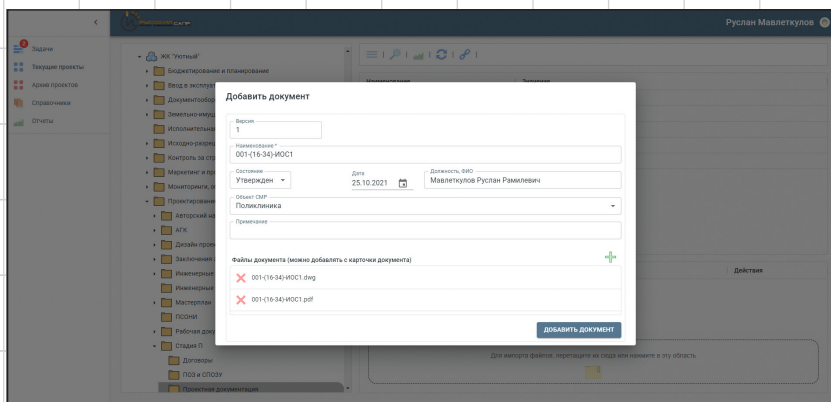 Руслан Мавлеткулов
2
Задачи
Текущие проекты
Архив проектов
Справочники
Отчеты
ЖК "Уютный"
Бюджетирование и планирование
Ввод в эксплуат
Документообор
Земельно-имущ
Исполнительна
Исходно-разреш
Контроль за стр
Маркетинг и пр
Мониторинги, о
Проектирование
Авторский на
АГК
Дизайн проек
Заключения
Инженерные
Инженерные
Мастерплан
ПСОНИ
Рабочая доку
Стадия П
Договоры
ПОЗ и СПОЗУ
Проектная документация
Наименование
Значение
Добавить документ
Версия
1
Наименование *
001-(16-34)-ИОС1
Состояние
Утвержден
Дата
25.10.2021
Должность, ФИО
Мавлеткулов Руслан Рамилевич
Объект СМР
Поликлиника
Примечание
Файлы документа (можно добавлять с карточки документа)
001-(16-34)-ИОС1.dwg
001-(16-34)-ИОС1.pdf
ДОБАВИТЬ ДОКУМЕНТ
Действия
Для импорта файлов, перетащите их сюда или нажмите в эту область